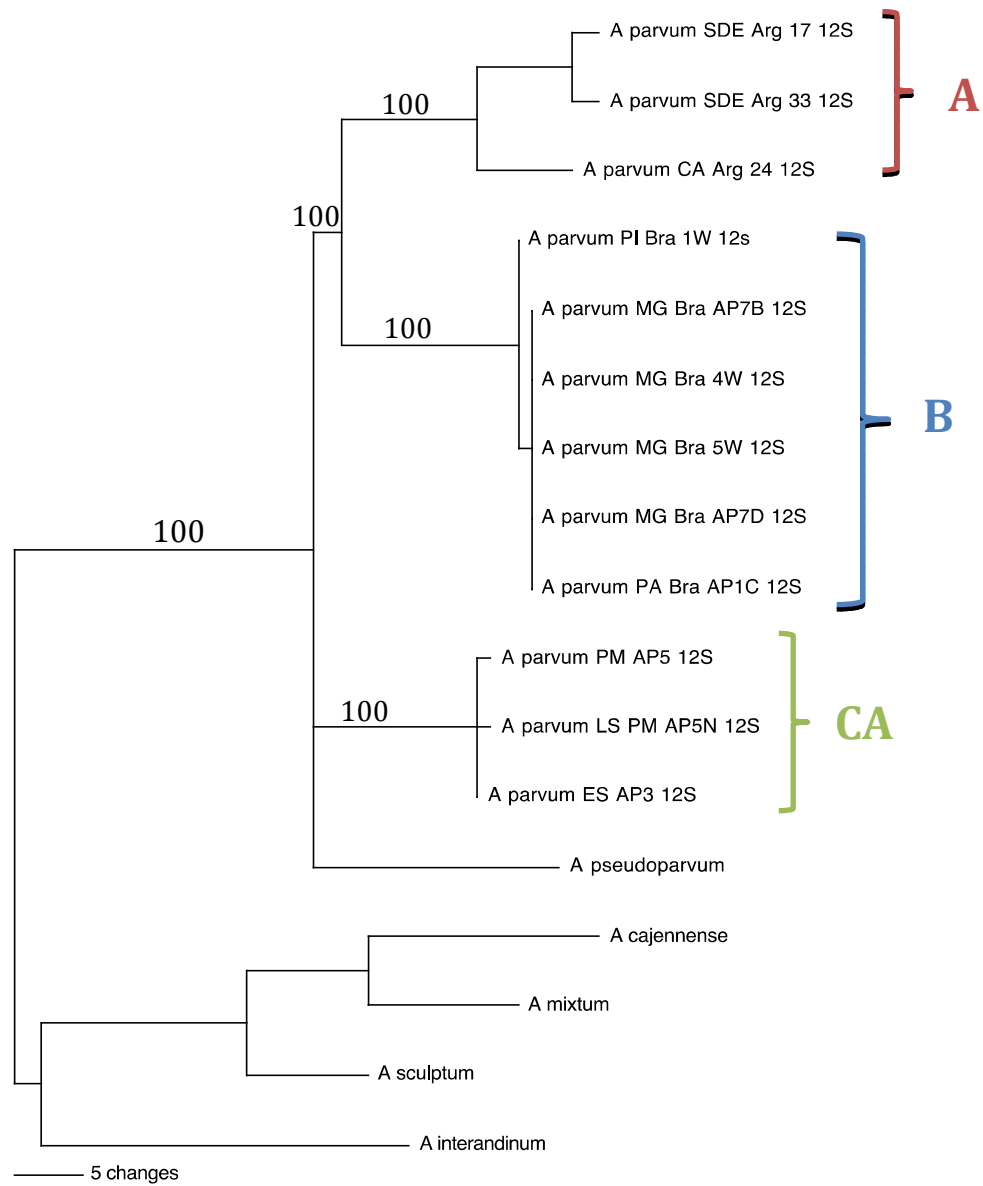 A parvum SDE Arg 17 12S
A
100
A parvum SDE Arg 33 12S
A parvum CA Arg 24 12S
100
A parvum PI Bra 1W 12s
A parvum MG Bra AP7B 12S
100
A parvum MG Bra 4W 12S
B
A parvum MG Bra 5W 12S
A parvum MG Bra AP7D 12S
100
A parvum PA Bra AP1C 12S
A parvum PM AP5 12S
100
A parvum LS PM AP5N 12S
CA
A parvum ES AP3 12S
A pseudoparvum
A cajennense
A mixtum
A sculptum
A interandinum
5 changes